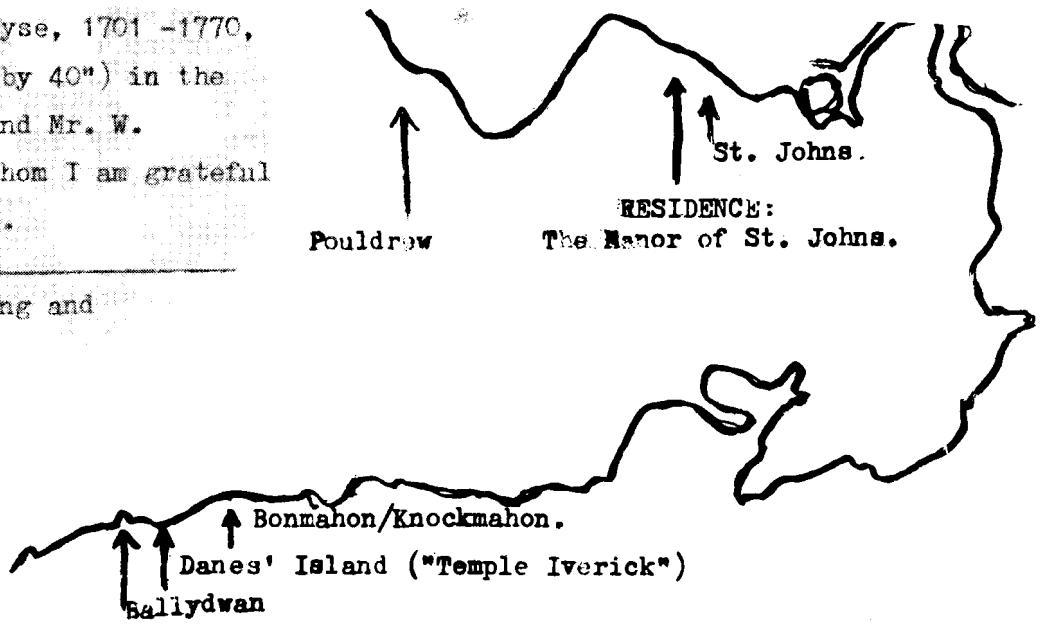 yse, 1701 -1770,
by 40") in the
nd Mr. W.
hom I am grateful
.
ng and
St. Johns.
RESIDENCE:
Pouldrew
The Manor of St. Johns.
Bonmahon/Knockmahon.
Danes' Island ("Temple Iverick")
Ballydwan